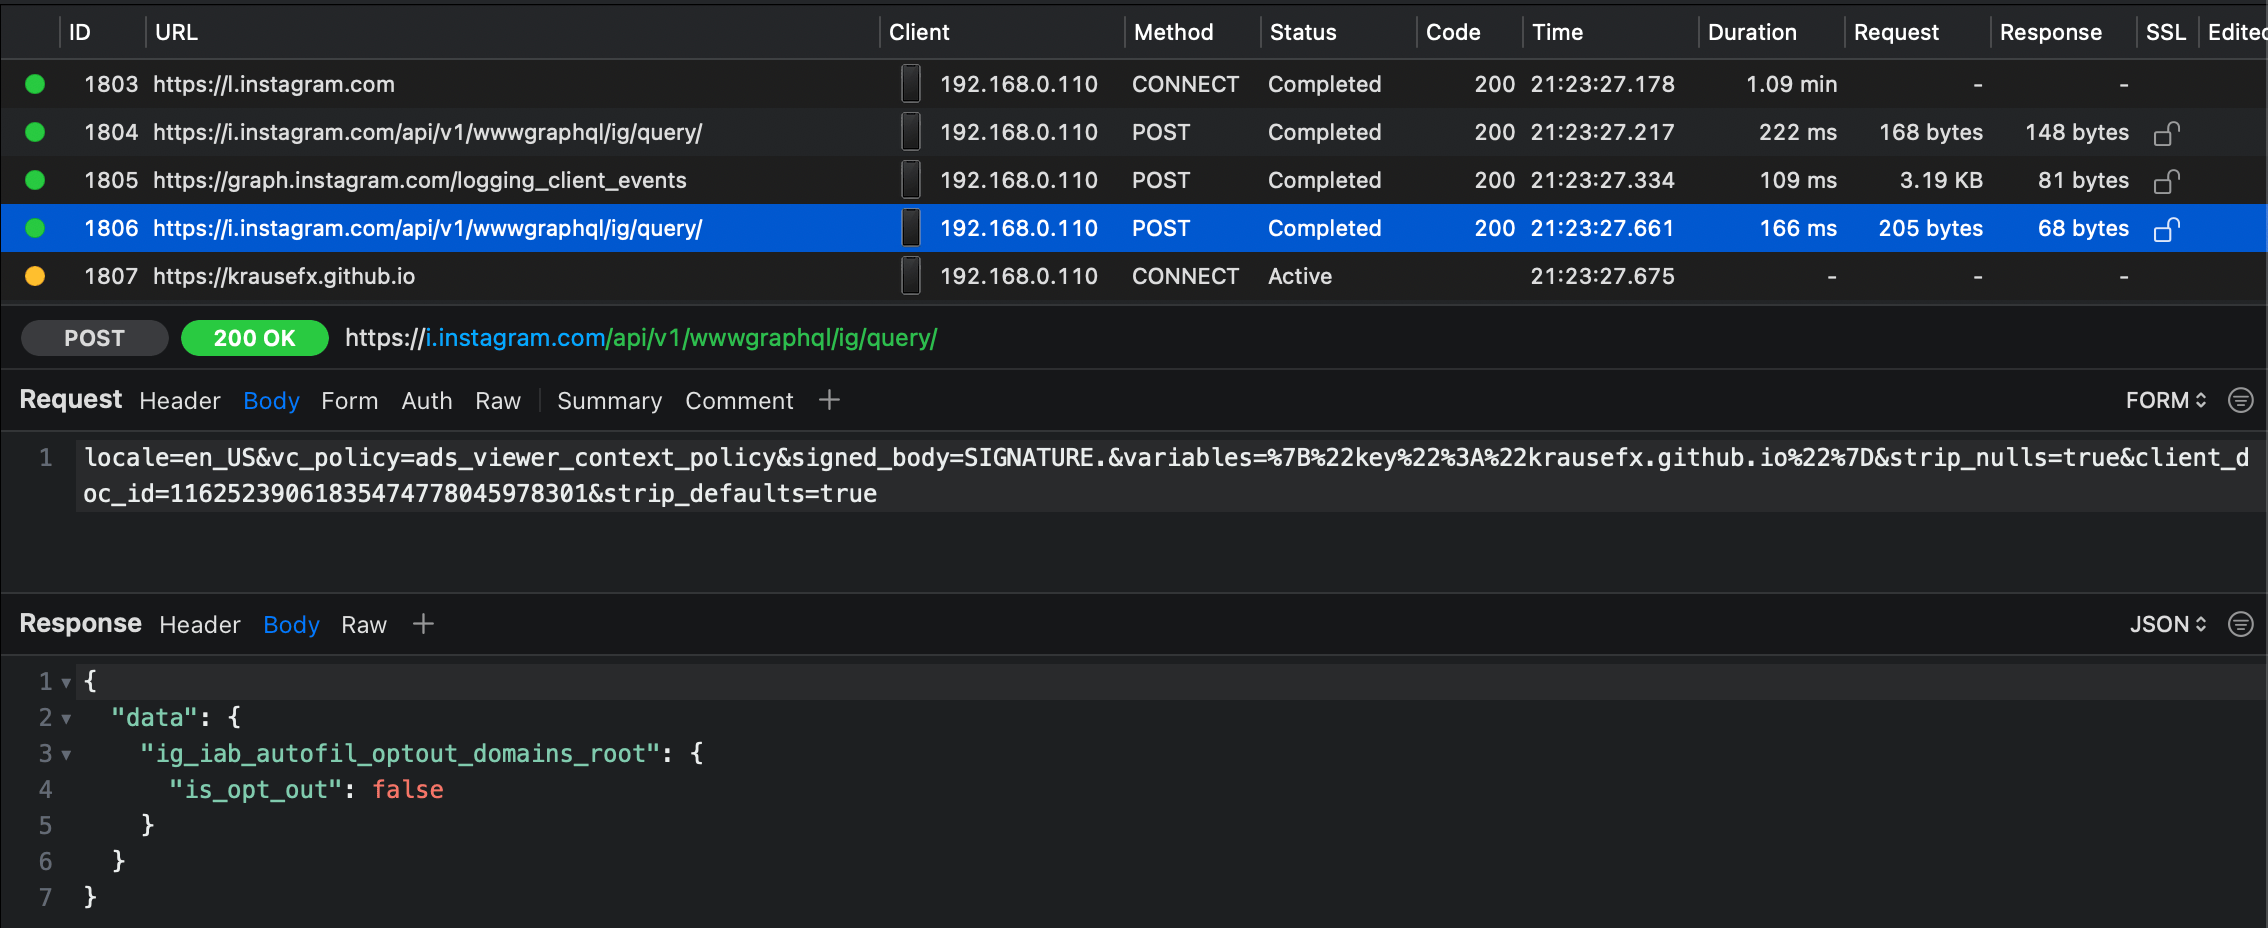 ID URL Client Method Status Code Time Duration Request Response SSL Edited
1803 https://l.instagram.com 192.168.0.110 CONNECT Completed 200 21:23:27.178 1.09 min - -
1804 https://i.instagram.com/api/v1/wwwgraphql/ig/query/ 192.168.0.110 POST Completed 200 21:23:27.217 222 ms 168 bytes 148 bytes
1805 https://graph.instagram.com/logging_client_events 192.168.0.110 POST Completed 200 21:23:27.334 109 ms 3.19 KB 81 bytes
1806 https://i.instagram.com/api/v1/wwwgraphql/ig/query/ 192.168.0.110 POST Completed 200 21:23:27.661 166 ms 205 bytes 68 bytes
1807 https://krausefx.github.io 192.168.0.110 CONNECT Active 21:23:27.675 - - -
POST 200 OK https://i.instagram.com/api/v1/wwwgraphql/ig/query/
Request Header Body Form Auth Raw Summary Comment + FORM
1 locale=en_US&vc_policy=ads_viewer_context_policy&signed_body=SIGNATURE.&variables=%7B%22key%22%3A%22krausefx.github.io%22%7D&strip_nulls=true&client_d
oc_id=116252390618354747780459783​01&strip_defaults=true
Response Header Body Raw + JSON
1 {
2 "data": {
3 "ig_iab_autofil_optout_domains_root": {
4 "is_opt_out": false
5 }
6 }
7 }